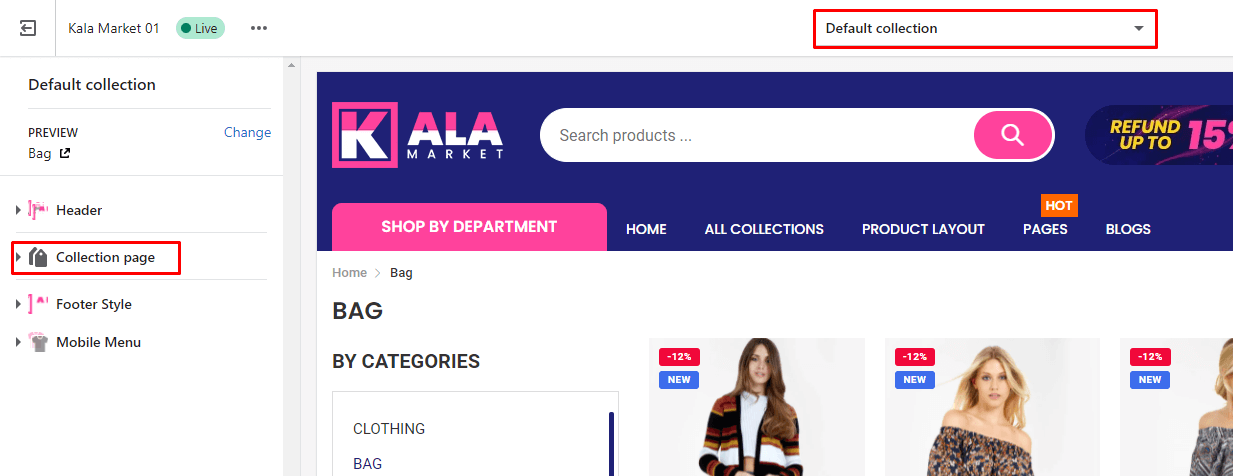 Kala Market 01
Live
Default collection
Default collection
PREVIEW
Change
Bag
Header
Collection page
Footer Style
Mobile Menu
K ALA
MARKET
Search products ...
REFUND
UP TO
15%
SHOP BY DEPARTMENT
HOME
ALL COLLECTIONS
PRODUCT LAYOUT
HOT
PAGES
BLOGS
Home
Bag
BAG
BY CATEGORIES
CLOTHING
BAG
-12%
NEW
-12%
NEW
-12%
NEW